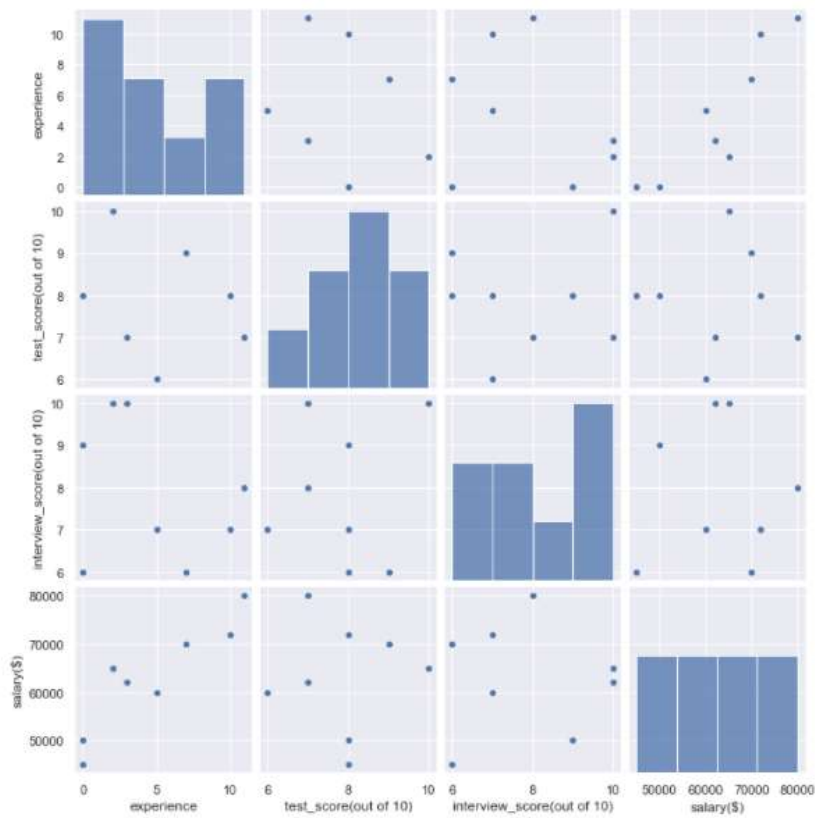 10
8
6
4
2
0
experience
10
9
8
7
6
test_score(out of 10)
10
9
8
7
6
interview_score(out of 10)
80000
70000
60000
50000
salary($)
0 5 10
experience
6 8 10
test_score(out of 10)
6 8 10
interview_score(out of 10)
50000 60000 70000 80000
salary($)